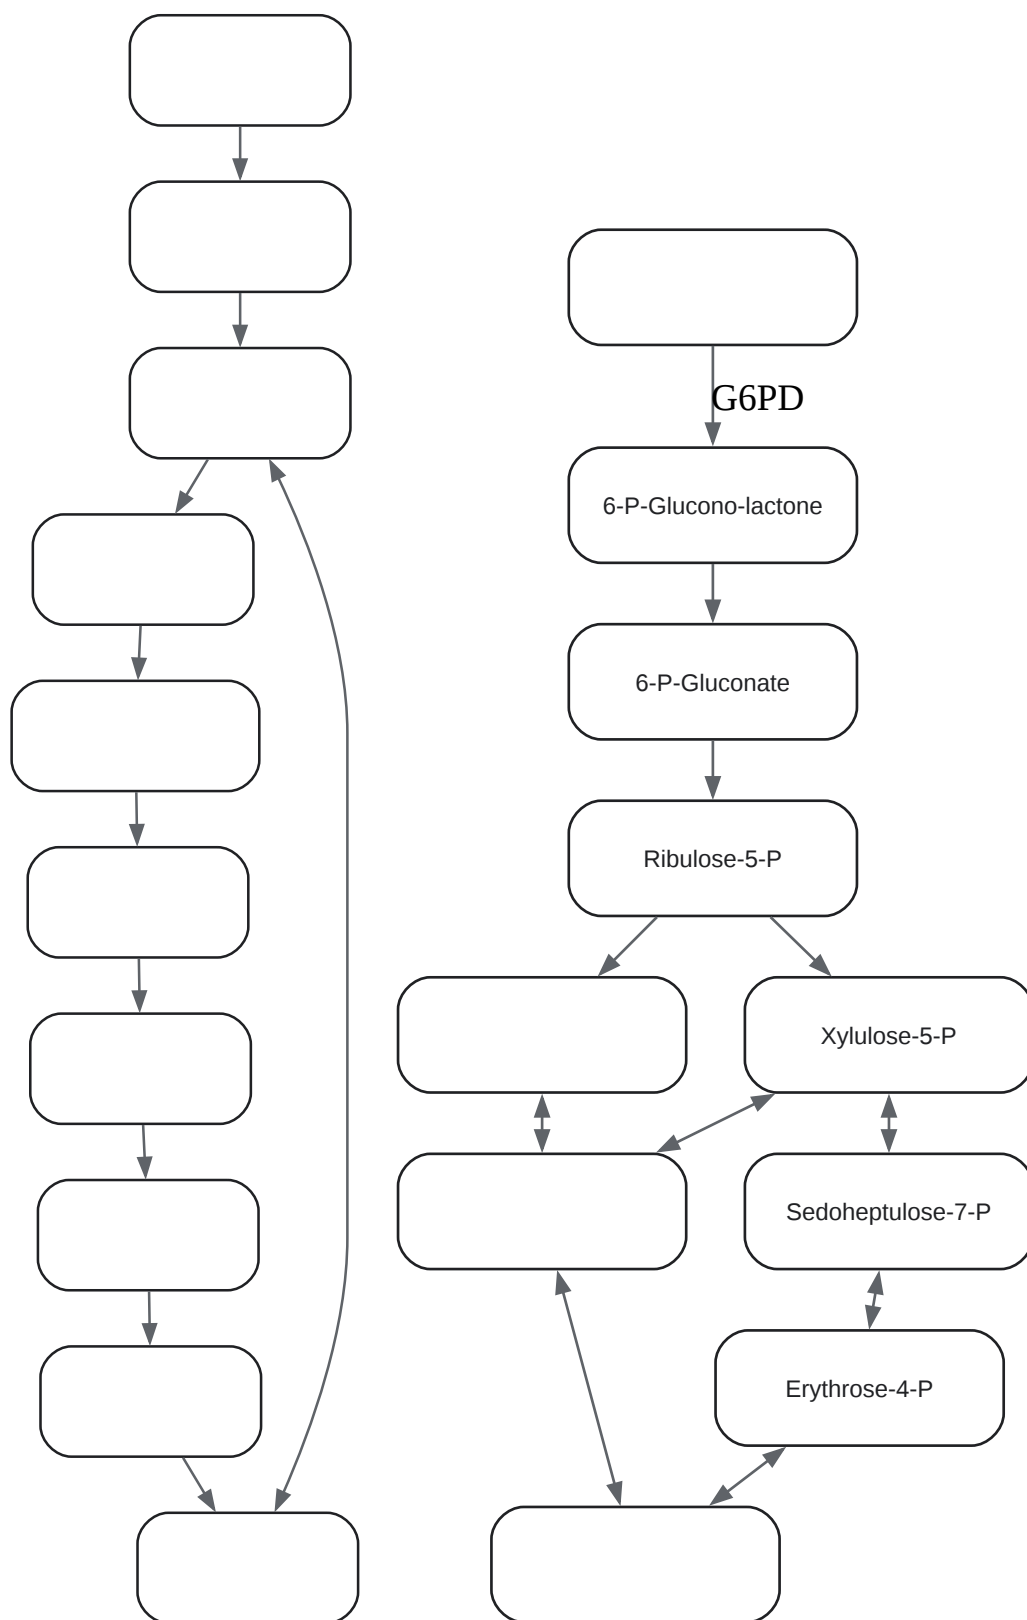 G6PD
6-P-Glucono-lactone
6-P-Gluconate
Ribulose-5-P
Xylulose-5-P
Sedoheptulose-7-P
Erythrose-4-P